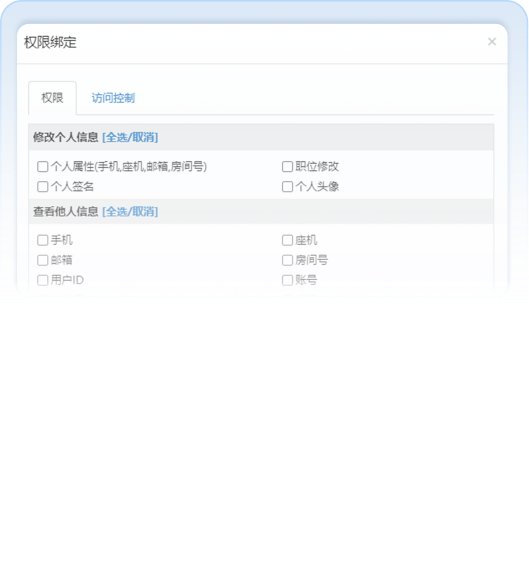 权限绑定 ×
权限 访问控制
修改个人信息 [全选/取消]
个人属性(手机,座机,邮箱,房间号) 职位修改
个人签名 个人头像
查看他人信息 [全选/取消]
手机 座机
邮箱 房间号
用户ID 账号